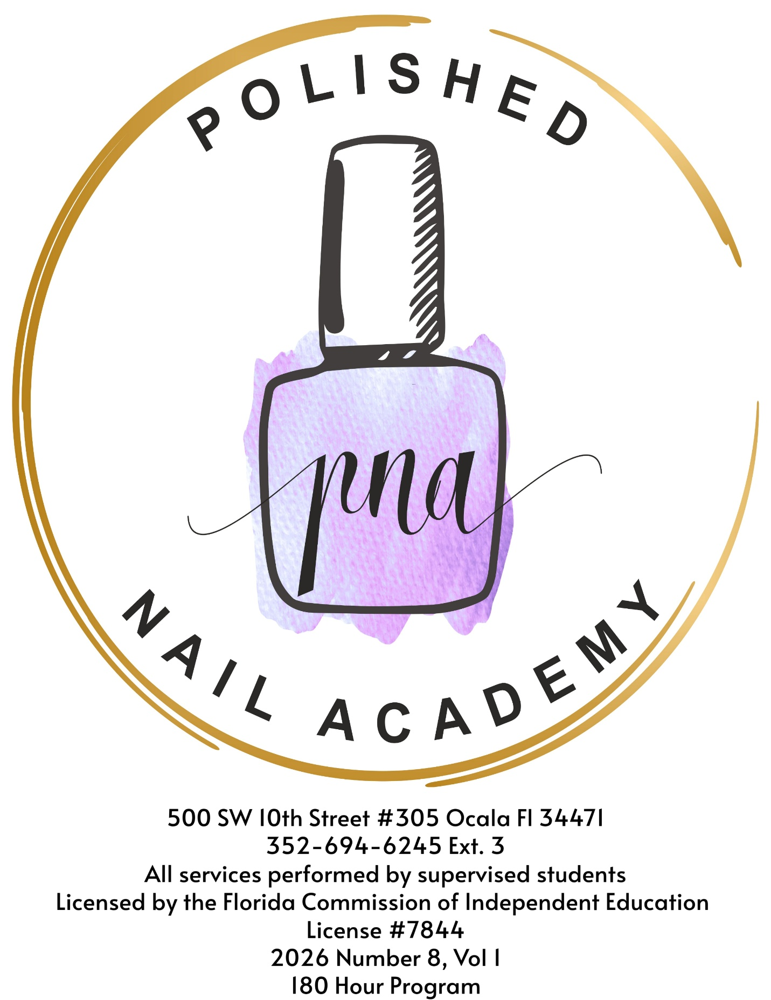 POLISHED
pna
NAIL ACADEMY
500 SW 10th Street #305 Ocala Fl 34471
352-694-6245 Ext. 3
All services performed by supervised students
Licensed by the Florida Commission of Independent Education
License #7844
2026 Number 8, Vol 1
180 Hour Program